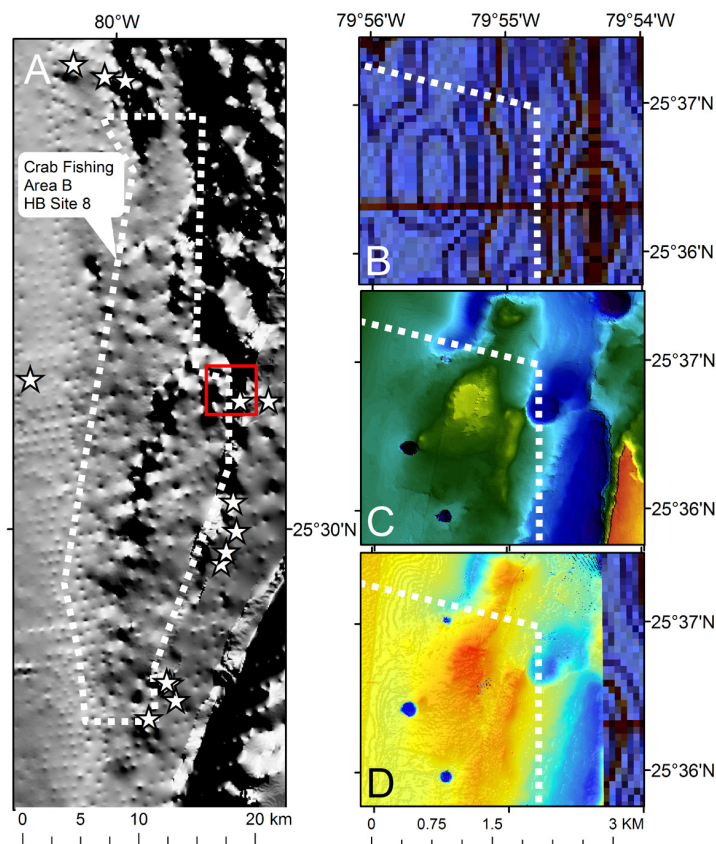 80°W
79°56'W
79°55'W
79°54'W
A
Crab Fishing
Area B
HB Site 8
25°30'N
0
5
10
20 km
B
25°37'N
25°36'N
C
25°37'N
25°36'N
D
25°37'N
25°36'N
0
0.75
1.5
3 KM